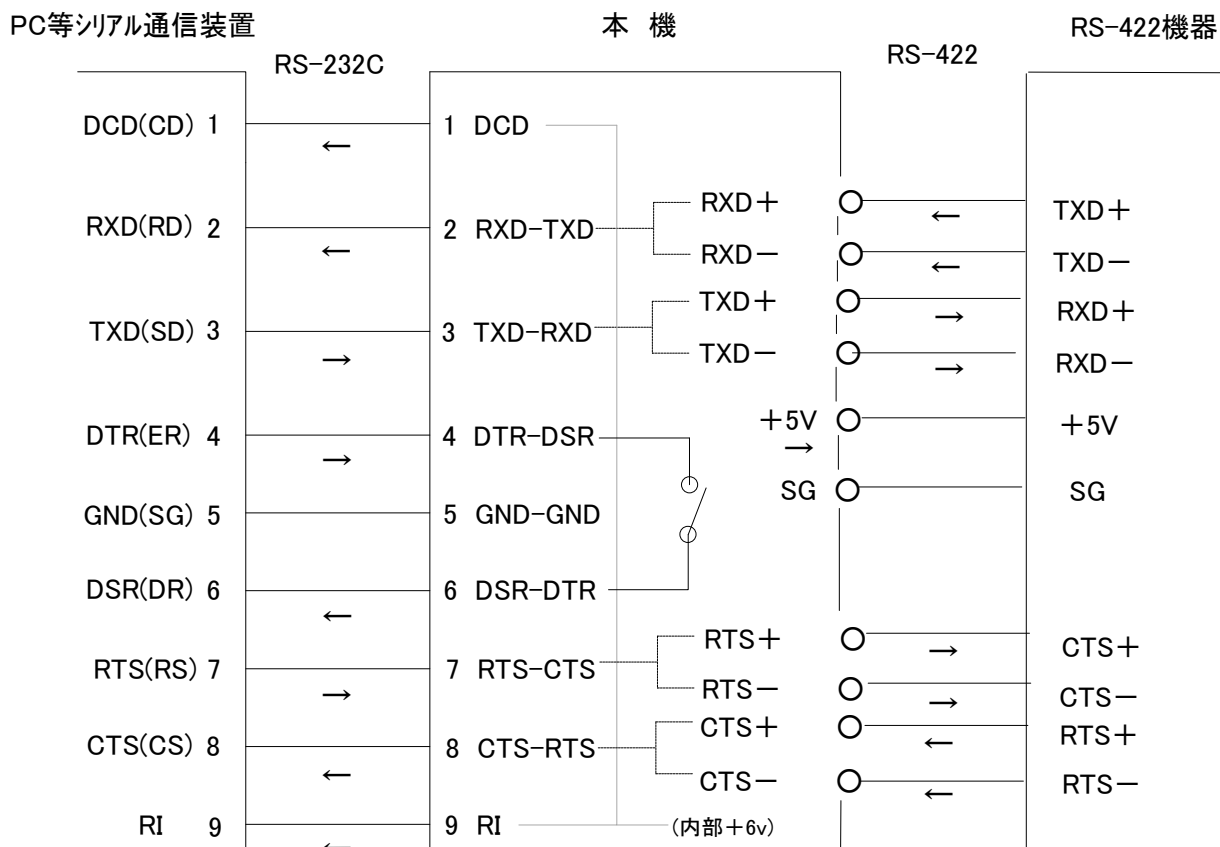 PC等シリアル通信装置 本 機 RS-422機器
RS-232C RS-422
DCD(CD) 1 ← 1 DCD
RXD+ ← TXD+
RXD(RD) 2 ← 2 RXD-TXD
RXD- ← TXD-
TXD+ → RXD+
TXD(SD) 3 → 3 TXD-RXD
TXD- → RXD-
+5V → +5V
DTR(ER) 4 → 4 DTR-DSR
SG SG
GND(SG) 5 5 GND-GND
DSR(DR) 6 ← 6 DSR-DTR
RTS+ → CTS+
RTS(RS) 7 → 7 RTS-CTS
RTS- → CTS-
CTS+ ← RTS+
CTS(CS) 8 ← 8 CTS-RTS
CTS- ← RTS-
RI 9 ← 9 RI (内部+6v)